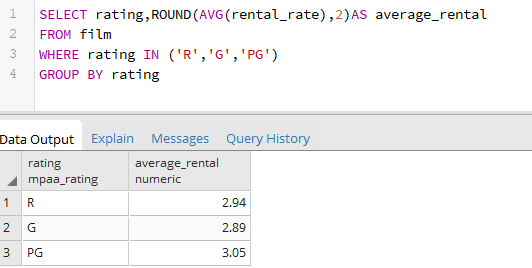 1 SELECT rating,ROUND(AVG(rental_rate),2)AS average_rental
2 FROM film
3 WHERE rating IN ('R','G','PG')
4 GROUP BY rating
Data Output Explain Messages Query History
rating average_rental
mpaa_rating numeric
1 R 2.94
2 G 2.89
3 PG 3.05